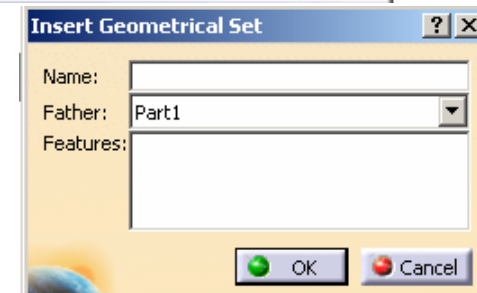 Insert Geometrical Set
Name:
Father: Part1
Features:
OK Cancel